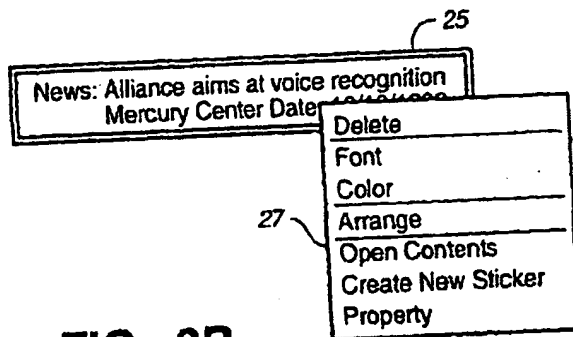 25
News: Alliance aims at voice recognition
Mercury Center Date:
Delete
Font
Color
Arrange
Open Contents
Create New Sticker
Property
27
FIG.